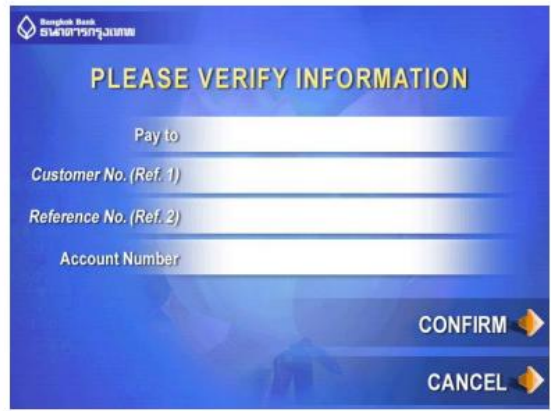 Bangkok Bank
ธนาคารกรุงเทพ
PLEASE VERIFY INFORMATION
Pay to
Customer No. (Ref. 1)
Reference No. (Ref. 2)
Account Number
CONFIRM
CANCEL